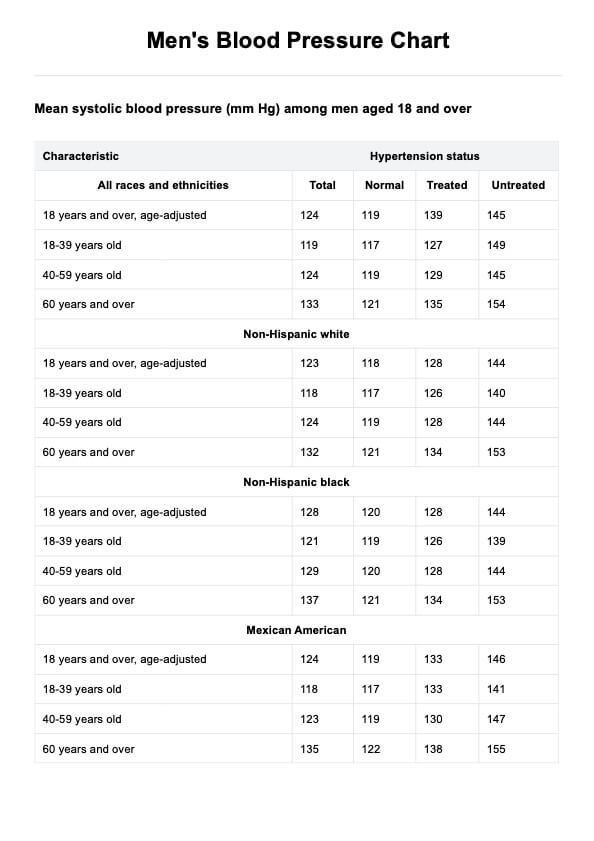 Men's Blood Pressure Chart
Mean systolic blood pressure (mm Hg) among men aged 18 and over
Characteristic Hypertension status
All races and ethnicities Total Normal Treated Untreated
18 years and over, age-adjusted 124 119 139 145
18-39 years old 119 117 127 149
40-59 years old 124 119 129 145
60 years and over 133 121 135 154
Non-Hispanic white
18 years and over, age-adjusted 123 118 128 144
18-39 years old 118 117 126 140
40-59 years old 124 119 128 144
60 years and over 132 121 134 153
Non-Hispanic black
18 years and over, age-adjusted 128 120 128 144
18-39 years old 121 119 126 139
40-59 years old 129 120 128 144
60 years and over 137 121 134 153
Mexican American
18 years and over, age-adjusted 124 119 133 146
18-39 years old 118 117 133 141
40-59 years old 123 119 130 147
60 years and over 135 122 138 155